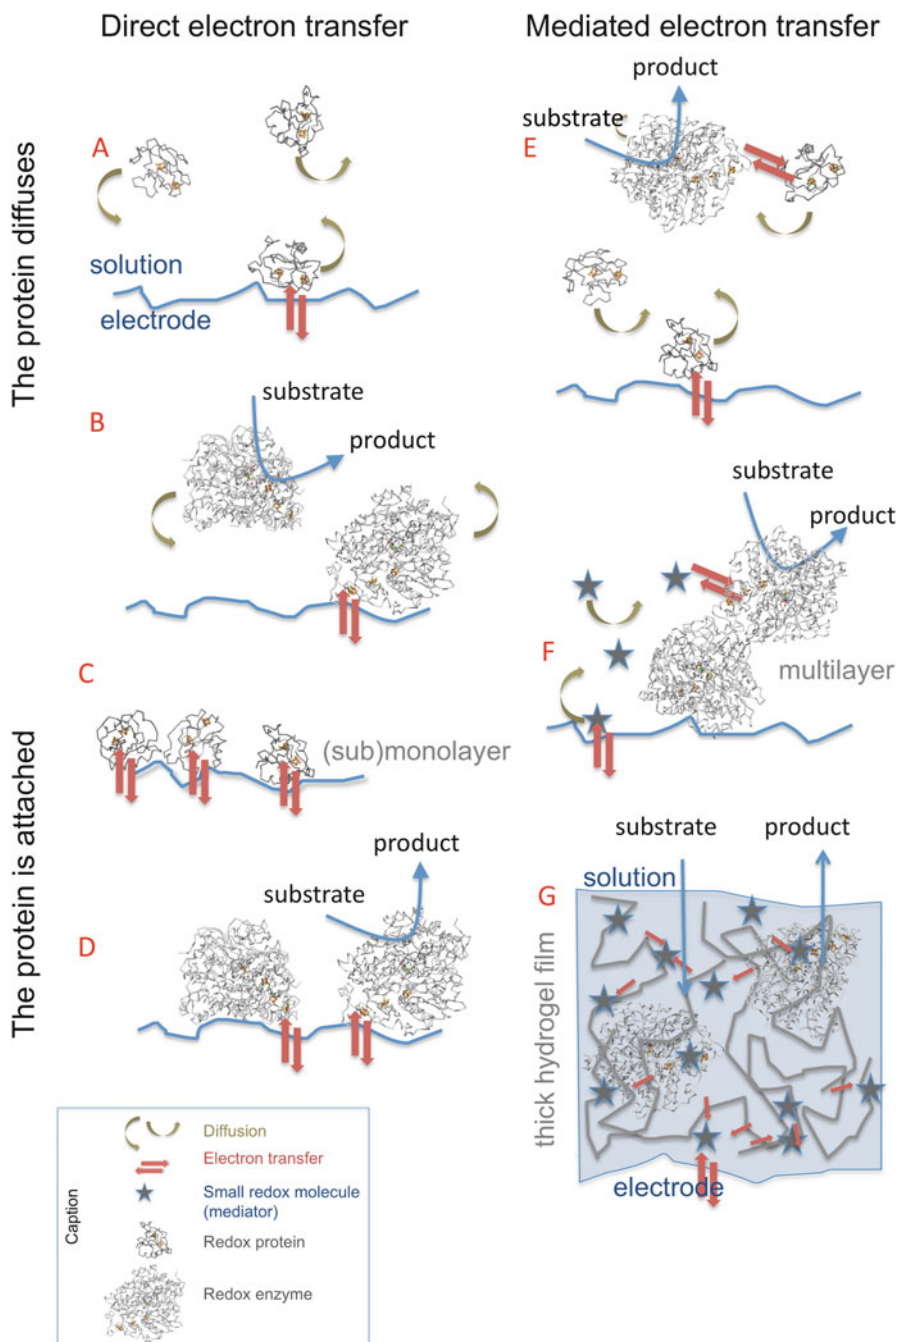 Direct electron transfer
Mediated electron transfer
The protein diffuses
A
solution
electrode
product
substrate
E
B
substrate
product
The protein is attached
C
(sub)monolayer
substrate
product
F
multilayer
D
substrate
product
substrate
product
G
solution
thick hydrogel film
electrode
Caption
Diffusion
Electron transfer
Small redox molecule
(mediator)
Redox protein
Redox enzyme